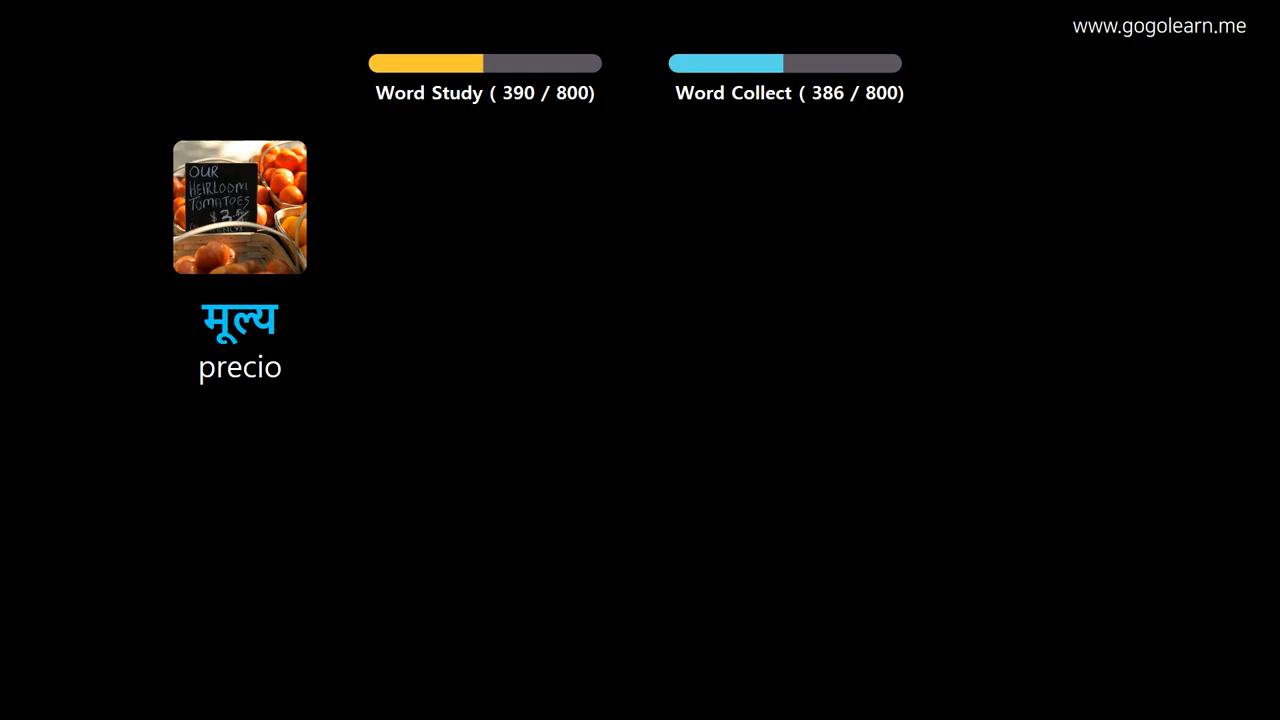 www.gogolearn.me
Word Study ( 390 / 800)
Word Collect ( 386 / 800)
OUR
HEIRLOOM
TOMATOES
मूल्य
precio